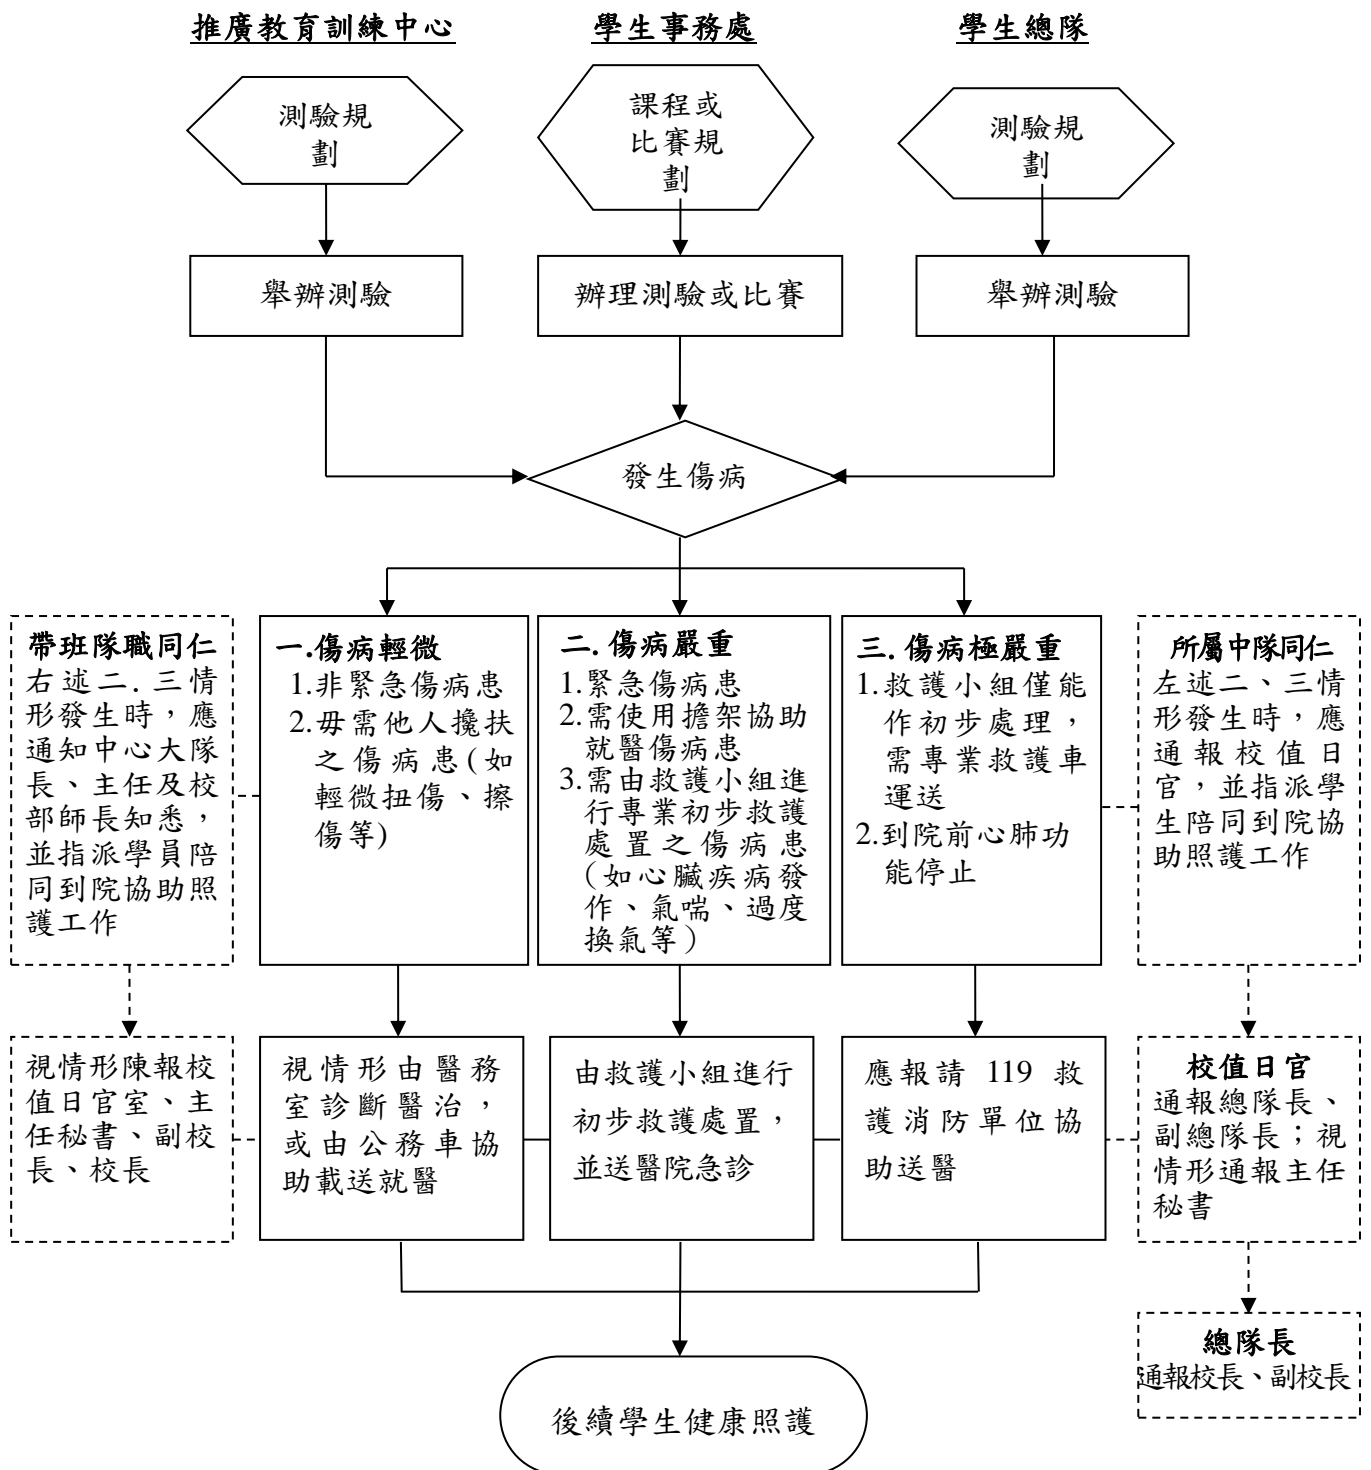 推廣教育訓練中心
學生事務處
學生總隊
測驗規
劃
課程或
比賽規
劃
測驗規
劃
舉辦測驗
辦理測驗或比賽
舉辦測驗
發生傷病
帶班隊職同仁
右述二.三情
形發生時，應
通知中心大隊
長、主任及校
部師長知悉，
並指派學員陪
同到院協助照
護工作
一.傷病輕微
1.非緊急傷病患
2.毋需他人攙扶
之傷病患(如
輕微扭傷、擦
傷等)
二.傷病嚴重
1.緊急傷病患
2.需使用擔架協助
就醫傷病患
3.需由救護小組進
行專業初步救護
處置之傷病患
（如心臟疾病發
作、氣喘、過度
換氣等）
三.傷病極嚴重
1.救護小組僅能
作初步處理，
需專業救護車
運送
2.到院前心肺功
能停止
所屬中隊同仁
左述二、三情
形發生時，應
通報校值日
官，並指派學
生陪同到院協
助照護工作
視情形陳報校
值日官室、主
任秘書、副校
長、校長
視情形由醫務
室診斷醫治，
或由公務車協
助載送就醫
由救護小組進行
初步救護處置，
並送醫院急診
應報請 119 救
護消防單位協
助送醫
校值日官
通報總隊長、
副總隊長；視
情形通報主任
秘書
總隊長
通報校長、副校長
後續學生健康照護